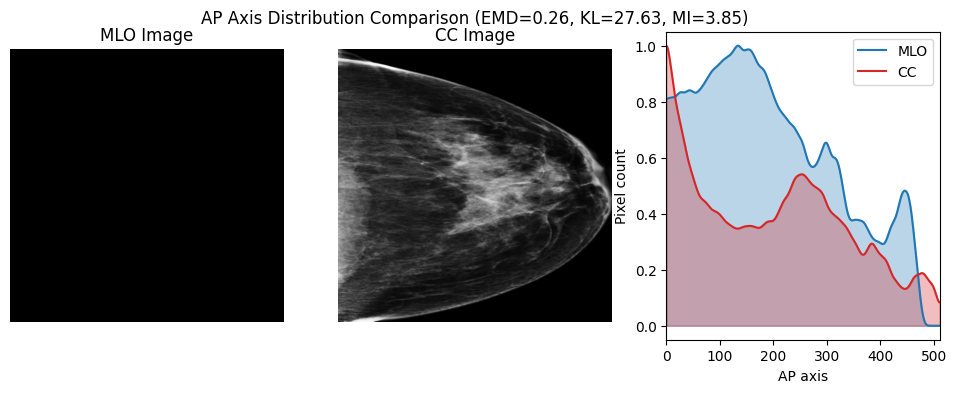 AP Axis Distribution Comparison (EMD=0.26, KL=27.63, MI=3.85)
MLO Image
CC Image
MLO
CC
Pixel count
1.0
0.8
0.6
0.4
0.2
0.0
0 100 200 300 400 500
AP axis